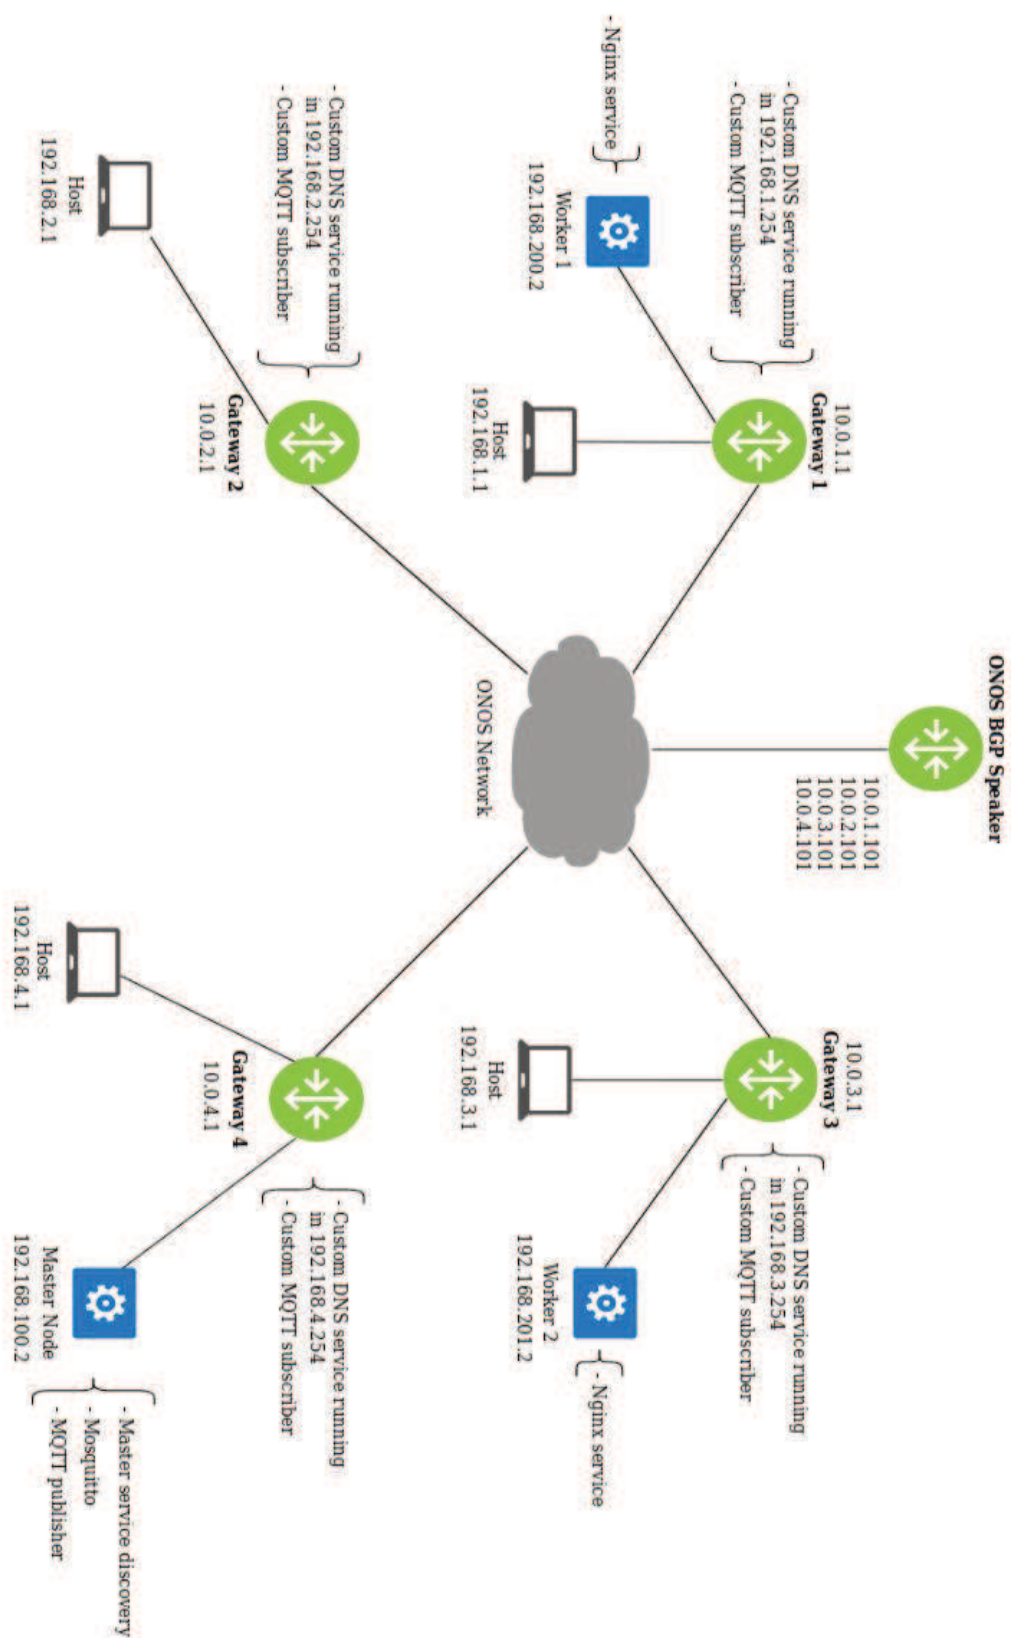 ONOS BGP Speaker
10.0.1.101
10.0.2.101
10.0.3.101
10.0.4.101
10.0.1.1
Gateway 1
- Custom DNS service running
in 192.168.1.254
- Custom MQTT subscriber
- Nginx service
Worker 1
192.168.200.2
Host
192.168.1.1
10.0.3.1
Gateway 3
- Custom DNS service running
in 192.168.3.254
- Custom MQTT subscriber
Host
192.168.3.1
Worker 2
192.168.201.2
- Nginx service
ONOS Network
- Custom DNS service running
in 192.168.2.254
- Custom MQTT subscriber
Gateway 2
10.0.2.1
Host
192.168.2.1
- Custom DNS service running
in 192.168.4.254
- Custom MQTT subscriber
Gateway 4
10.0.4.1
Host
192.168.4.1
Master Node
192.168.100.2
- Master service discovery
- Mosquitto
- MQTT publisher